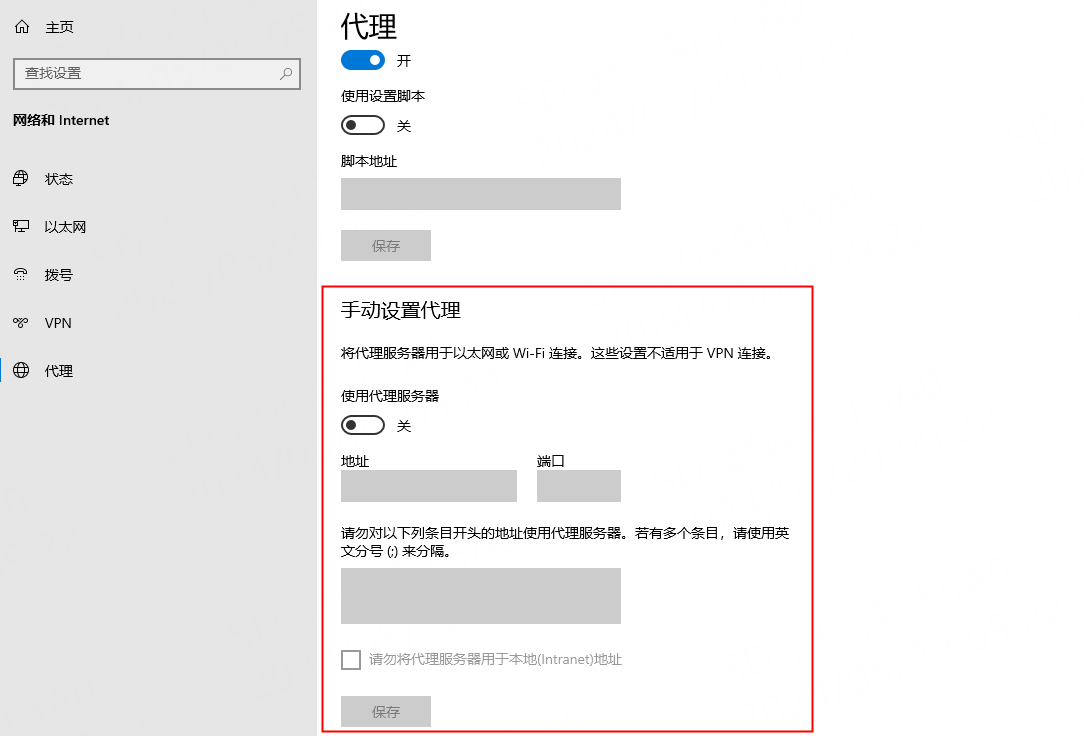 主页
查找设置
网络和 Internet
状态
以太网
拨号
VPN
代理
代理
开
使用设置脚本
关
脚本地址
保存
手动设置代理
将代理服务器用于以太网或 Wi-Fi 连接。这些设置不适用于 VPN 连接。
使用代理服务器
关
地址
端口
请勿对以下列条目开头的地址使用代理服务器。若有多个条目，请使用英
文分号 (;) 来分隔。
请勿将代理服务器用于本地(Intranet)地址
保存